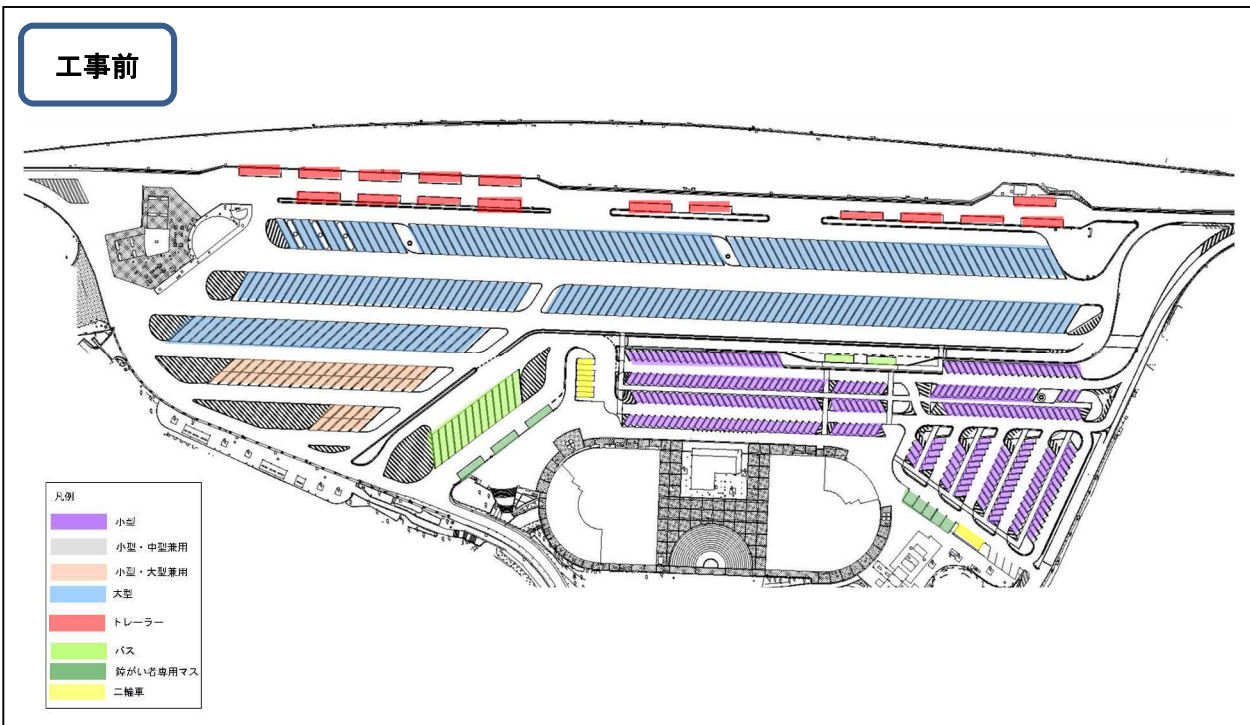 工事前
凡例
小型
小型・中型兼用
小型・大型兼用
大型
トレーラー
バス
障がい者専用マス
二輪車